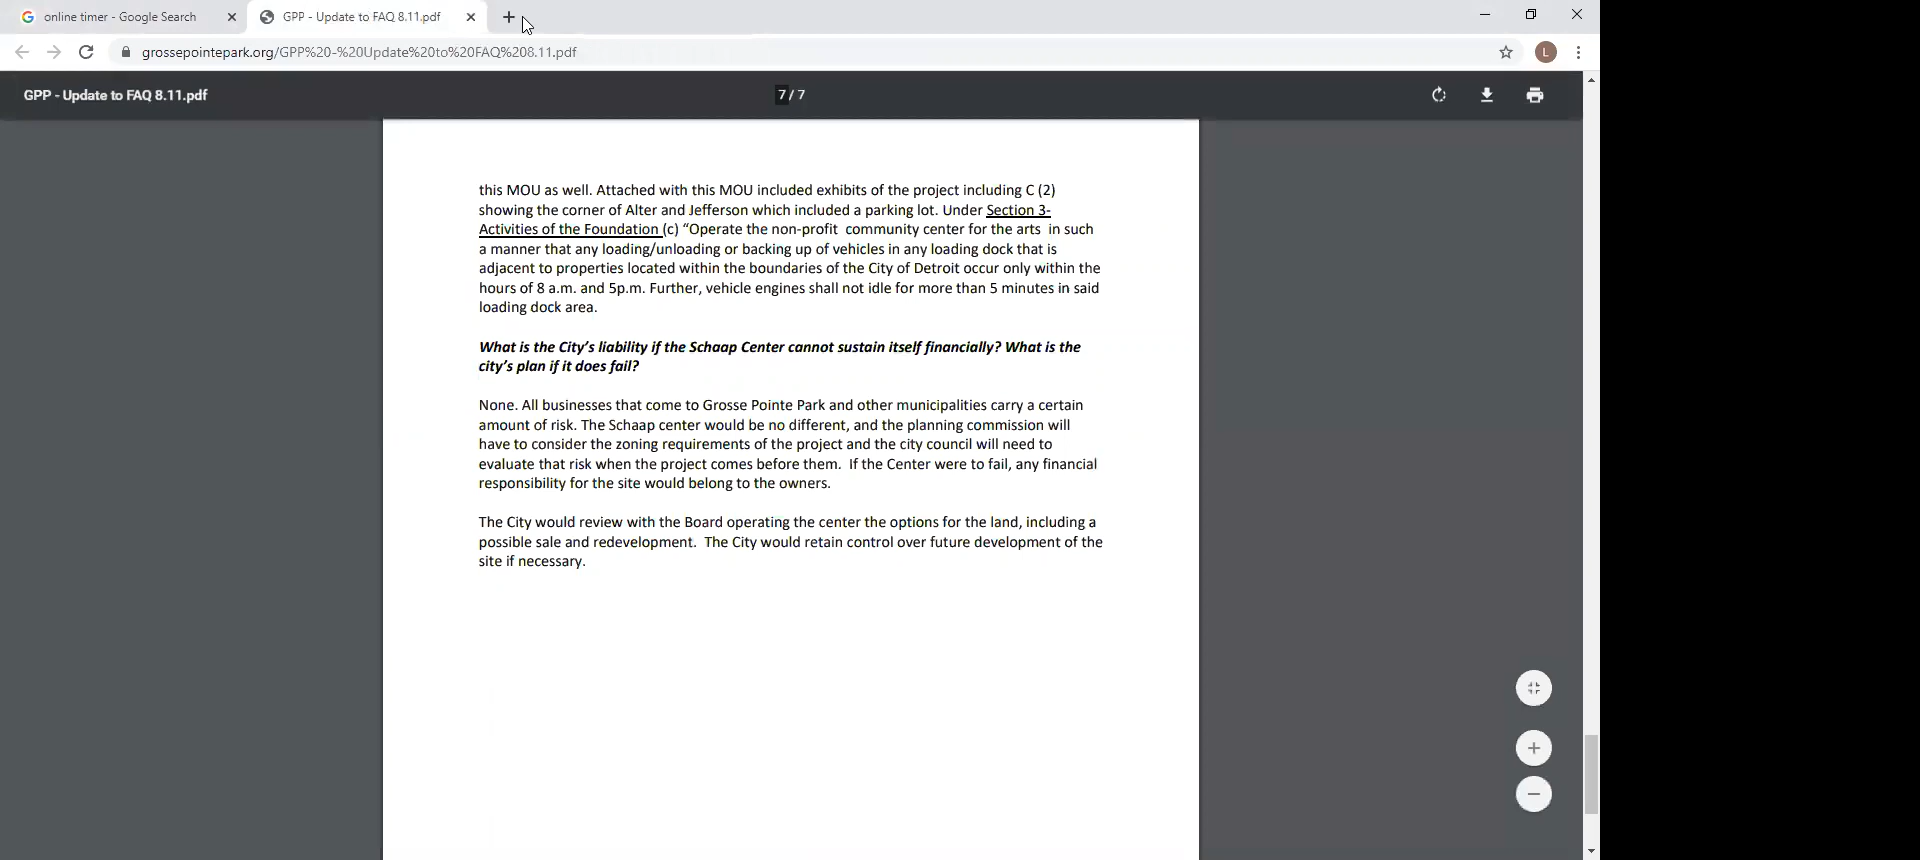 online timer - Google Search
GPP - Update to FAQ 8.11.pdf
grossepointepark.org/GPP%20-%20Update%20to%20FAQ%208.11.pdf
L
GPP - Update to FAQ 8.11.pdf
7 / 7
this MOU as well. Attached with this MOU included exhibits of the project including C (2)
showing the corner of Alter and Jefferson which included a parking lot. Under Section 3-
Activities of the Foundation (c) “Operate the non-profit community center for the arts in such
a manner that any loading/unloading or backing up of vehicles in any loading dock that is
adjacent to properties located within the boundaries of the City of Detroit occur only within the
hours of 8 a.m. and 5p.m. Further, vehicle engines shall not idle for more than 5 minutes in said
loading dock area.
What is the City’s liability if the Schaap Center cannot sustain itself financially? What is the
city’s plan if it does fail?
None. All businesses that come to Grosse Pointe Park and other municipalities carry a certain
amount of risk. The Schaap center would be no different, and the planning commission will
have to consider the zoning requirements of the project and the city council will need to
evaluate that risk when the project comes before them. If the Center were to fail, any financial
responsibility for the site would belong to the owners.
The City would review with the Board operating the center the options for the land, including a
possible sale and redevelopment. The City would retain control over future development of the
site if necessary.